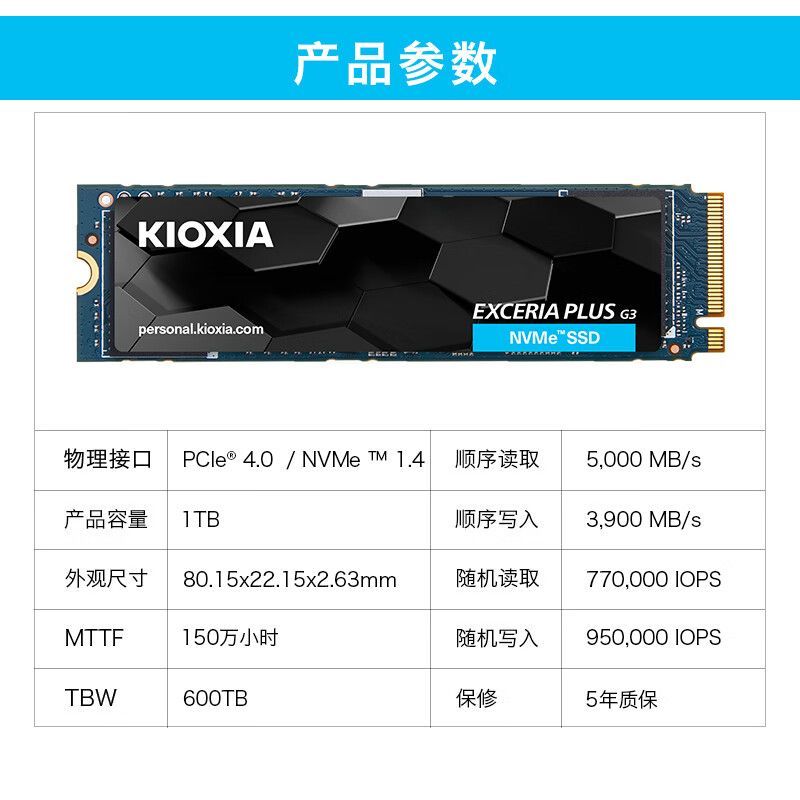 产品参数
KIOXIA
EXCERIA PLUS G3
NVMe™ SSD
personal.kioxia.com
物理接口 PCIe® 4.0 / NVMe ™ 1.4 顺序读取 5,000 MB/s
产品容量 1TB 顺序写入 3,900 MB/s
外观尺寸 80.15x22.15x2.63mm 随机读取 770,000 IOPS
MTTF 150万小时 随机写入 950,000 IOPS
TBW 600TB 保修 5年质保